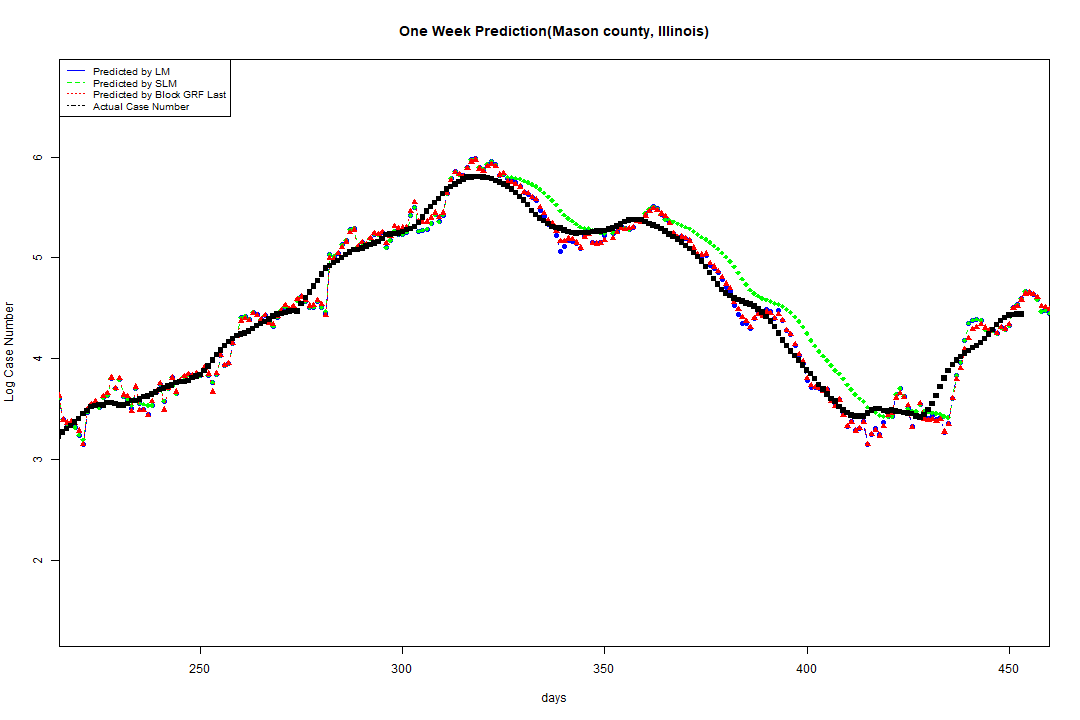 One Week Prediction(Mason county, Illinois)
Predicted by LM
Predicted by SLM
Predicted by Block GRF Last
Actual Case Number
6
5
4
3
2
Log Case Number
250 300 350 400 450
days